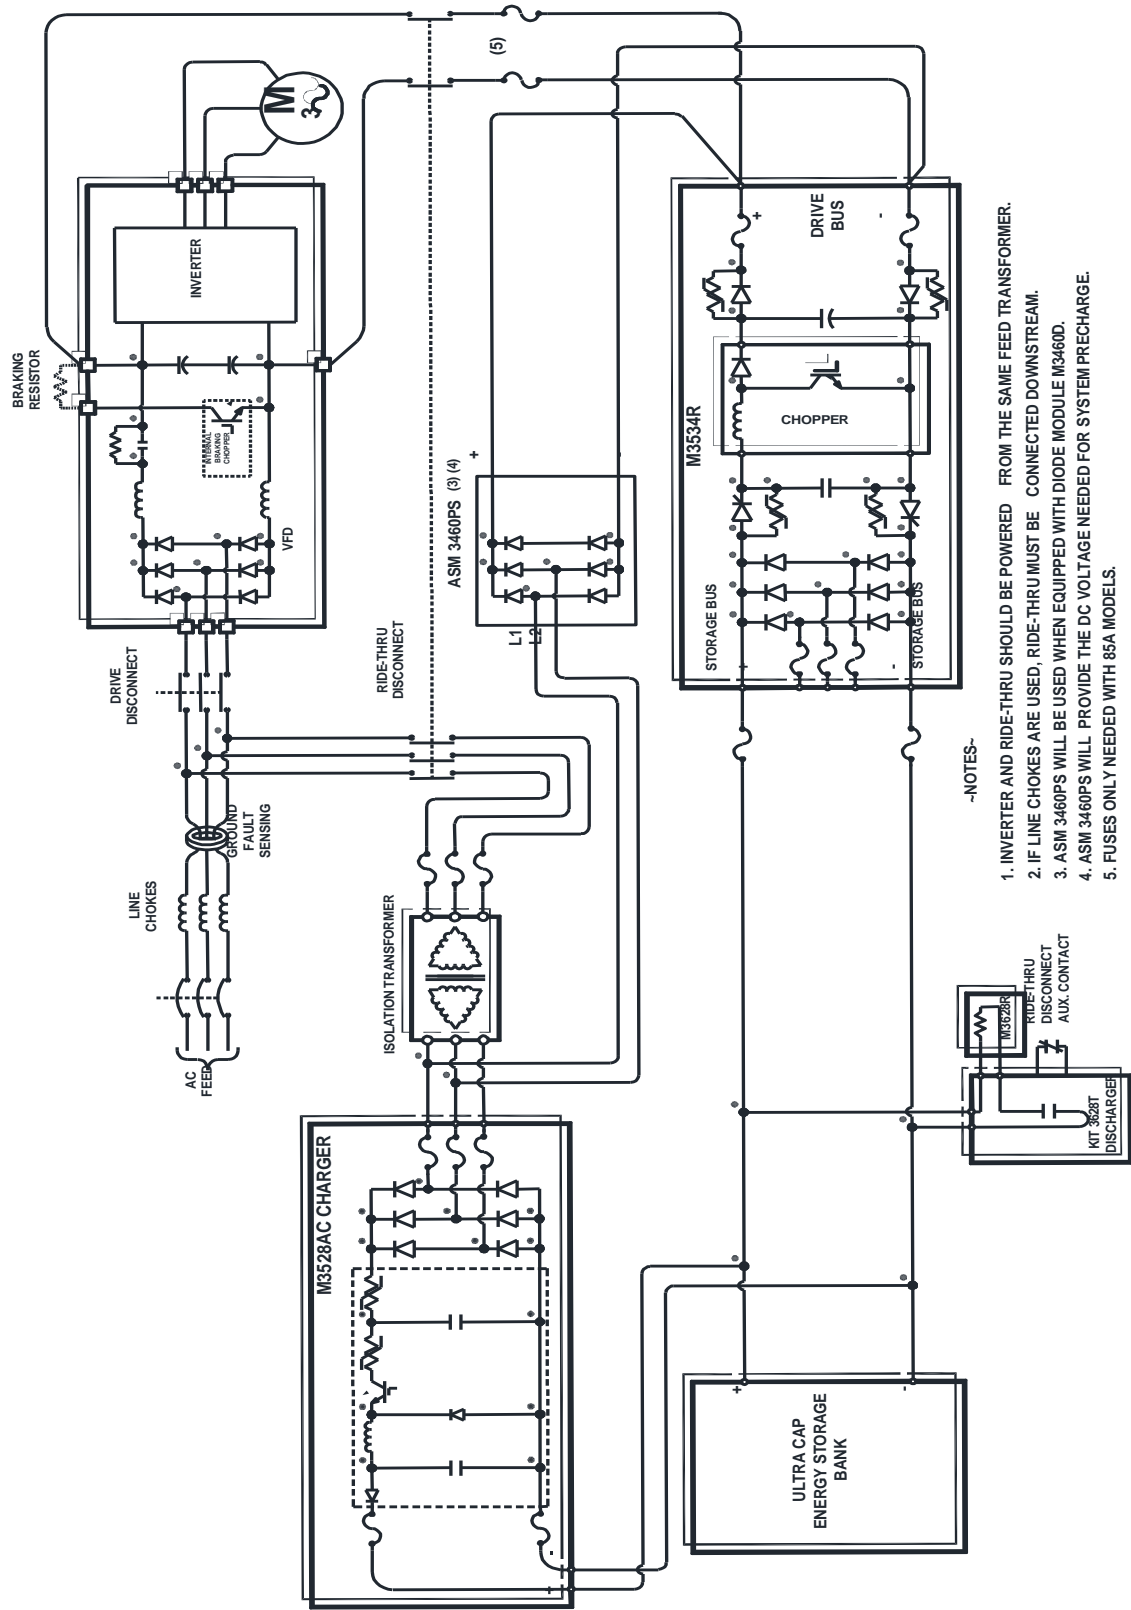 BRAKING
RESISTOR
INVERTER
M
3
INTERNAL
BRAKING
CHOPPER
VFD
DRIVE
DISCONNECT
GROUND
FAULT
SENSING
LINE
CHOKES
AC
FEED
(5)
RIDE-THRU
DISCONNECT
ASM 3460PS (3) (4)
+
L1
L2
ISOLATION TRANSFORMER
M3528AC CHARGER
+
-
M3534R
DRIVE
BUS
+
-
CHOPPER
STORAGE BUS
+
STORAGE BUS
-
ULTRA CAP
ENERGY STORAGE
BANK
+
-
M3628R
RIDE-THRU
DISCONNECT
AUX. CONTACT
KIT 3628T
DISCHARGER
~NOTES~
1. INVERTER AND RIDE-THRU SHOULD BE POWERED FROM THE SAME FEED TRANSFORMER.
2. IF LINE CHOKES ARE USED, RIDE-THRU MUST BE CONNECTED DOWNSTREAM.
3. ASM 3460PS WILL BE USED WHEN EQUIPPED WITH DIODE MODULE M3460D.
4. ASM 3460PS WILL PROVIDE THE DC VOLTAGE NEEDED FOR SYSTEM PRECHARGE.
5. FUSES ONLY NEEDED WITH 85A MODELS.